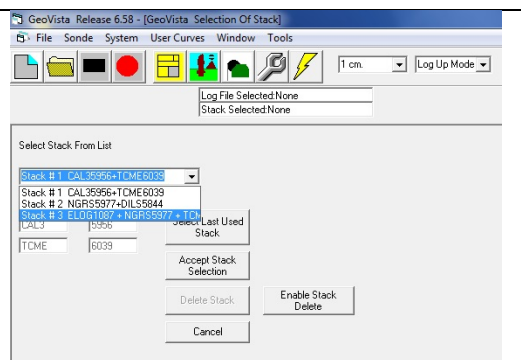 GeoVista Release 6.58 - [GeoVista Selection Of Stack]
File Sonde System User Curves Window Tools
1 cm. Log Up Mode
Log File Selected:None
Stack Selected:None
Select Stack From List
Stack # 1 CAL35956+TCME6039
Stack # 1 CAL35956+TCME6039
Stack # 2 NGRS5977+DILS5844
Stack # 3 ELOG1087 + NGRS5977 + TCM
CAL3 5956 Select Last Used
Stack
TCME 6039
Accept Stack
Selection
Delete Stack Enable Stack
Delete
Cancel